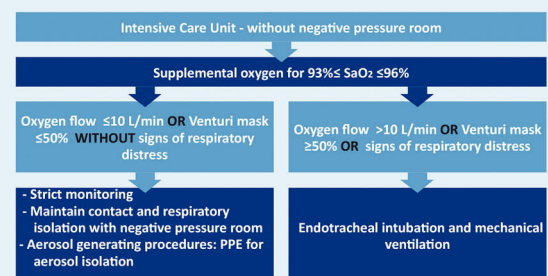 Intensive Care Unit - without negative pressure room
Supplemental oxygen for 93%≤ SaO₂ ≤96%
Oxygen flow ≤10 L/min OR Venturi mask
≤50% WITHOUT signs of respiratory
distress
Oxygen flow >10 L/min OR Venturi mask
≥50% OR signs of respiratory distress
- Strict monitoring
- Maintain contact and respiratory
isolation with negative pressure room
- Aerosol generating procedures: PPE for
aerosol isolation
Endotracheal intubation and mechanical
ventilation